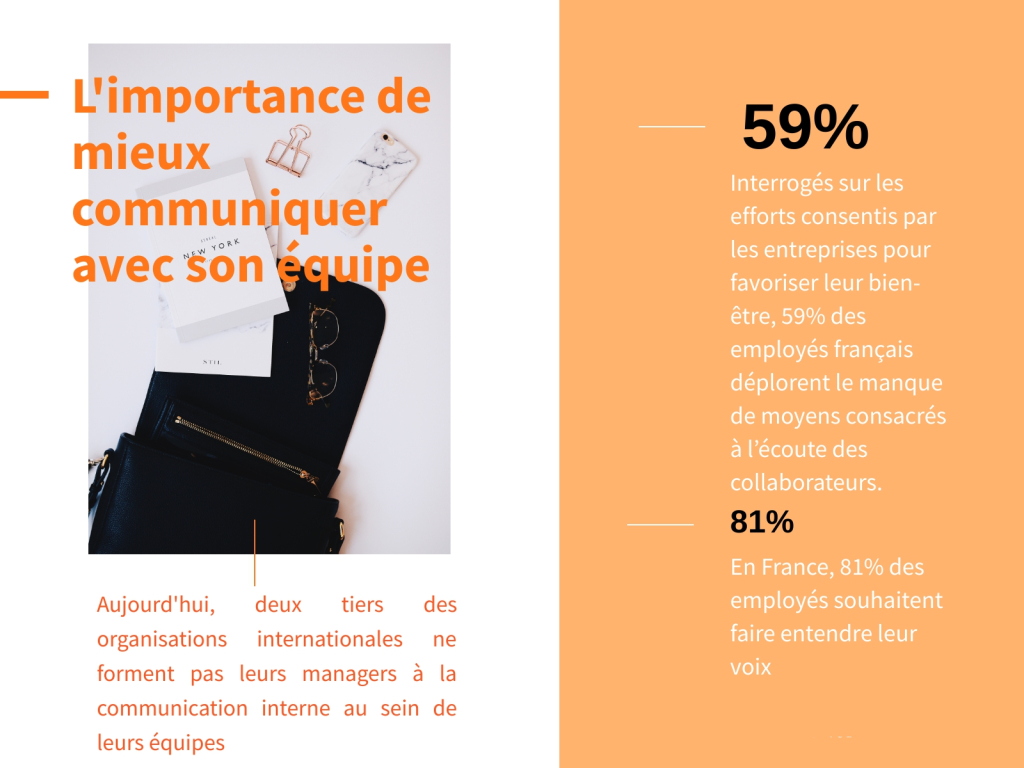 L'importance de
mieux
communiquer
avec son équipe
NEW YORK
Aujourd'hui, deux tiers des
organisations internationales ne
forment pas leurs managers à la
communication interne au sein de
leurs équipes
59%
Interrogés sur les
efforts consentis par
les entreprises pour
favoriser leur bien-
être, 59% des
employés français
déplorent le manque
de moyens consacrés
à l’écoute des
collaborateurs.
81%
En France, 81% des
employés souhaitent
faire entendre leur
voix